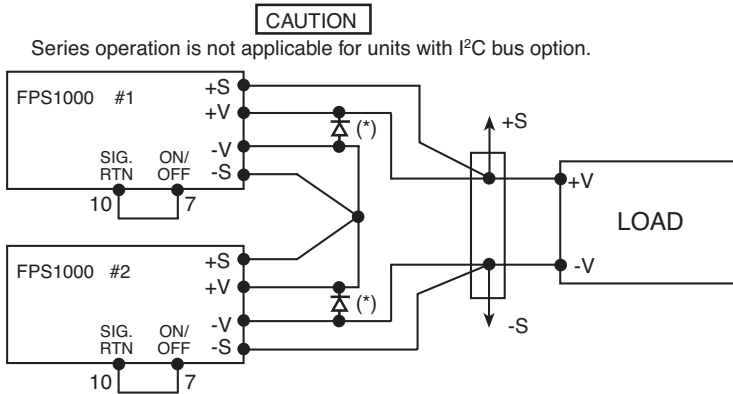 CAUTION
Series operation is not applicable for units with I²C bus option.
FPS1000 #1
+S
+V
-V
-S
SIG. RTN
ON/ OFF
10
7
(*)
+S
+V
LOAD
-V
-S
FPS1000 #2
+S
+V
-V
-S
SIG. RTN
ON/ OFF
10
7
(*)